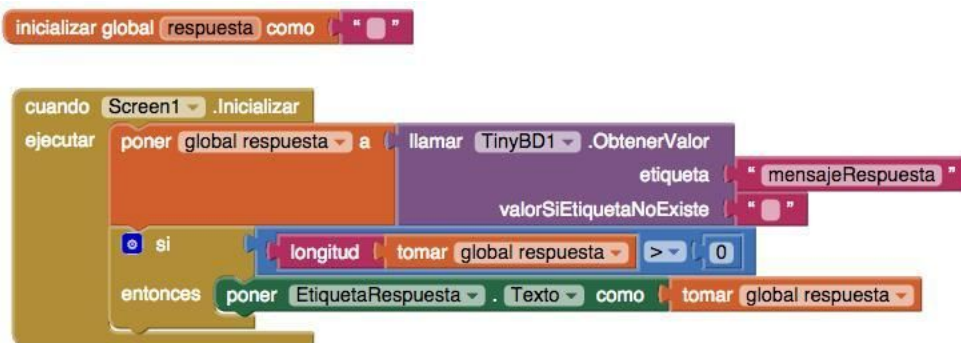 inicializar global respuesta como " "
cuando Screen1 .Inicializar
ejecutar poner global respuesta a llamar TinyBD1 .ObtenerValor
etiqueta " mensajeRespuesta "
valorSiEtiquetaNoExiste " "
si longitud tomar global respuesta > 0
entonces poner EtiquetaRespuesta . Texto como tomar global respuesta